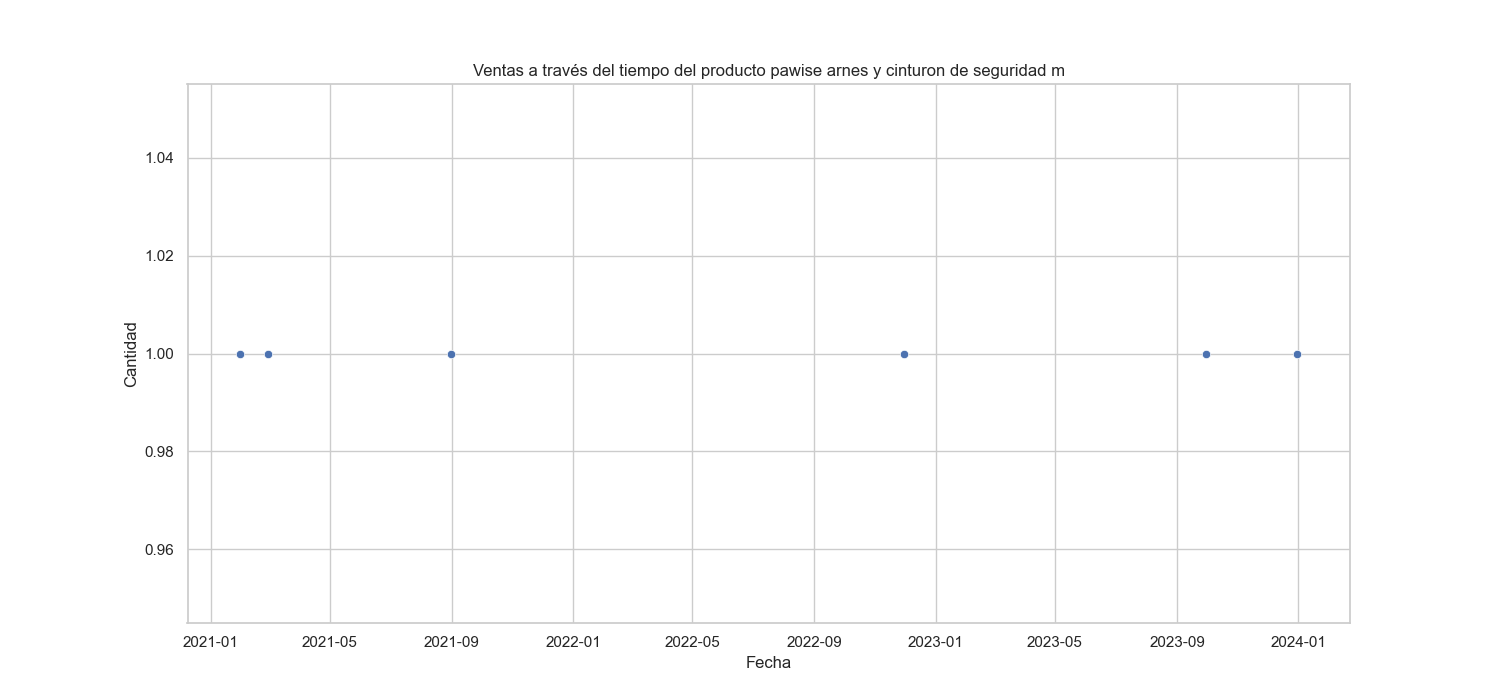 Ventas a través del tiempo del producto pawise arnes y cinturon de seguridad m
Cantidad
1.04
1.02
1.00
0.98
0.96
2021-01 2021-05 2021-09 2022-01 2022-05 2022-09 2023-01 2023-05 2023-09 2024-01
Fecha